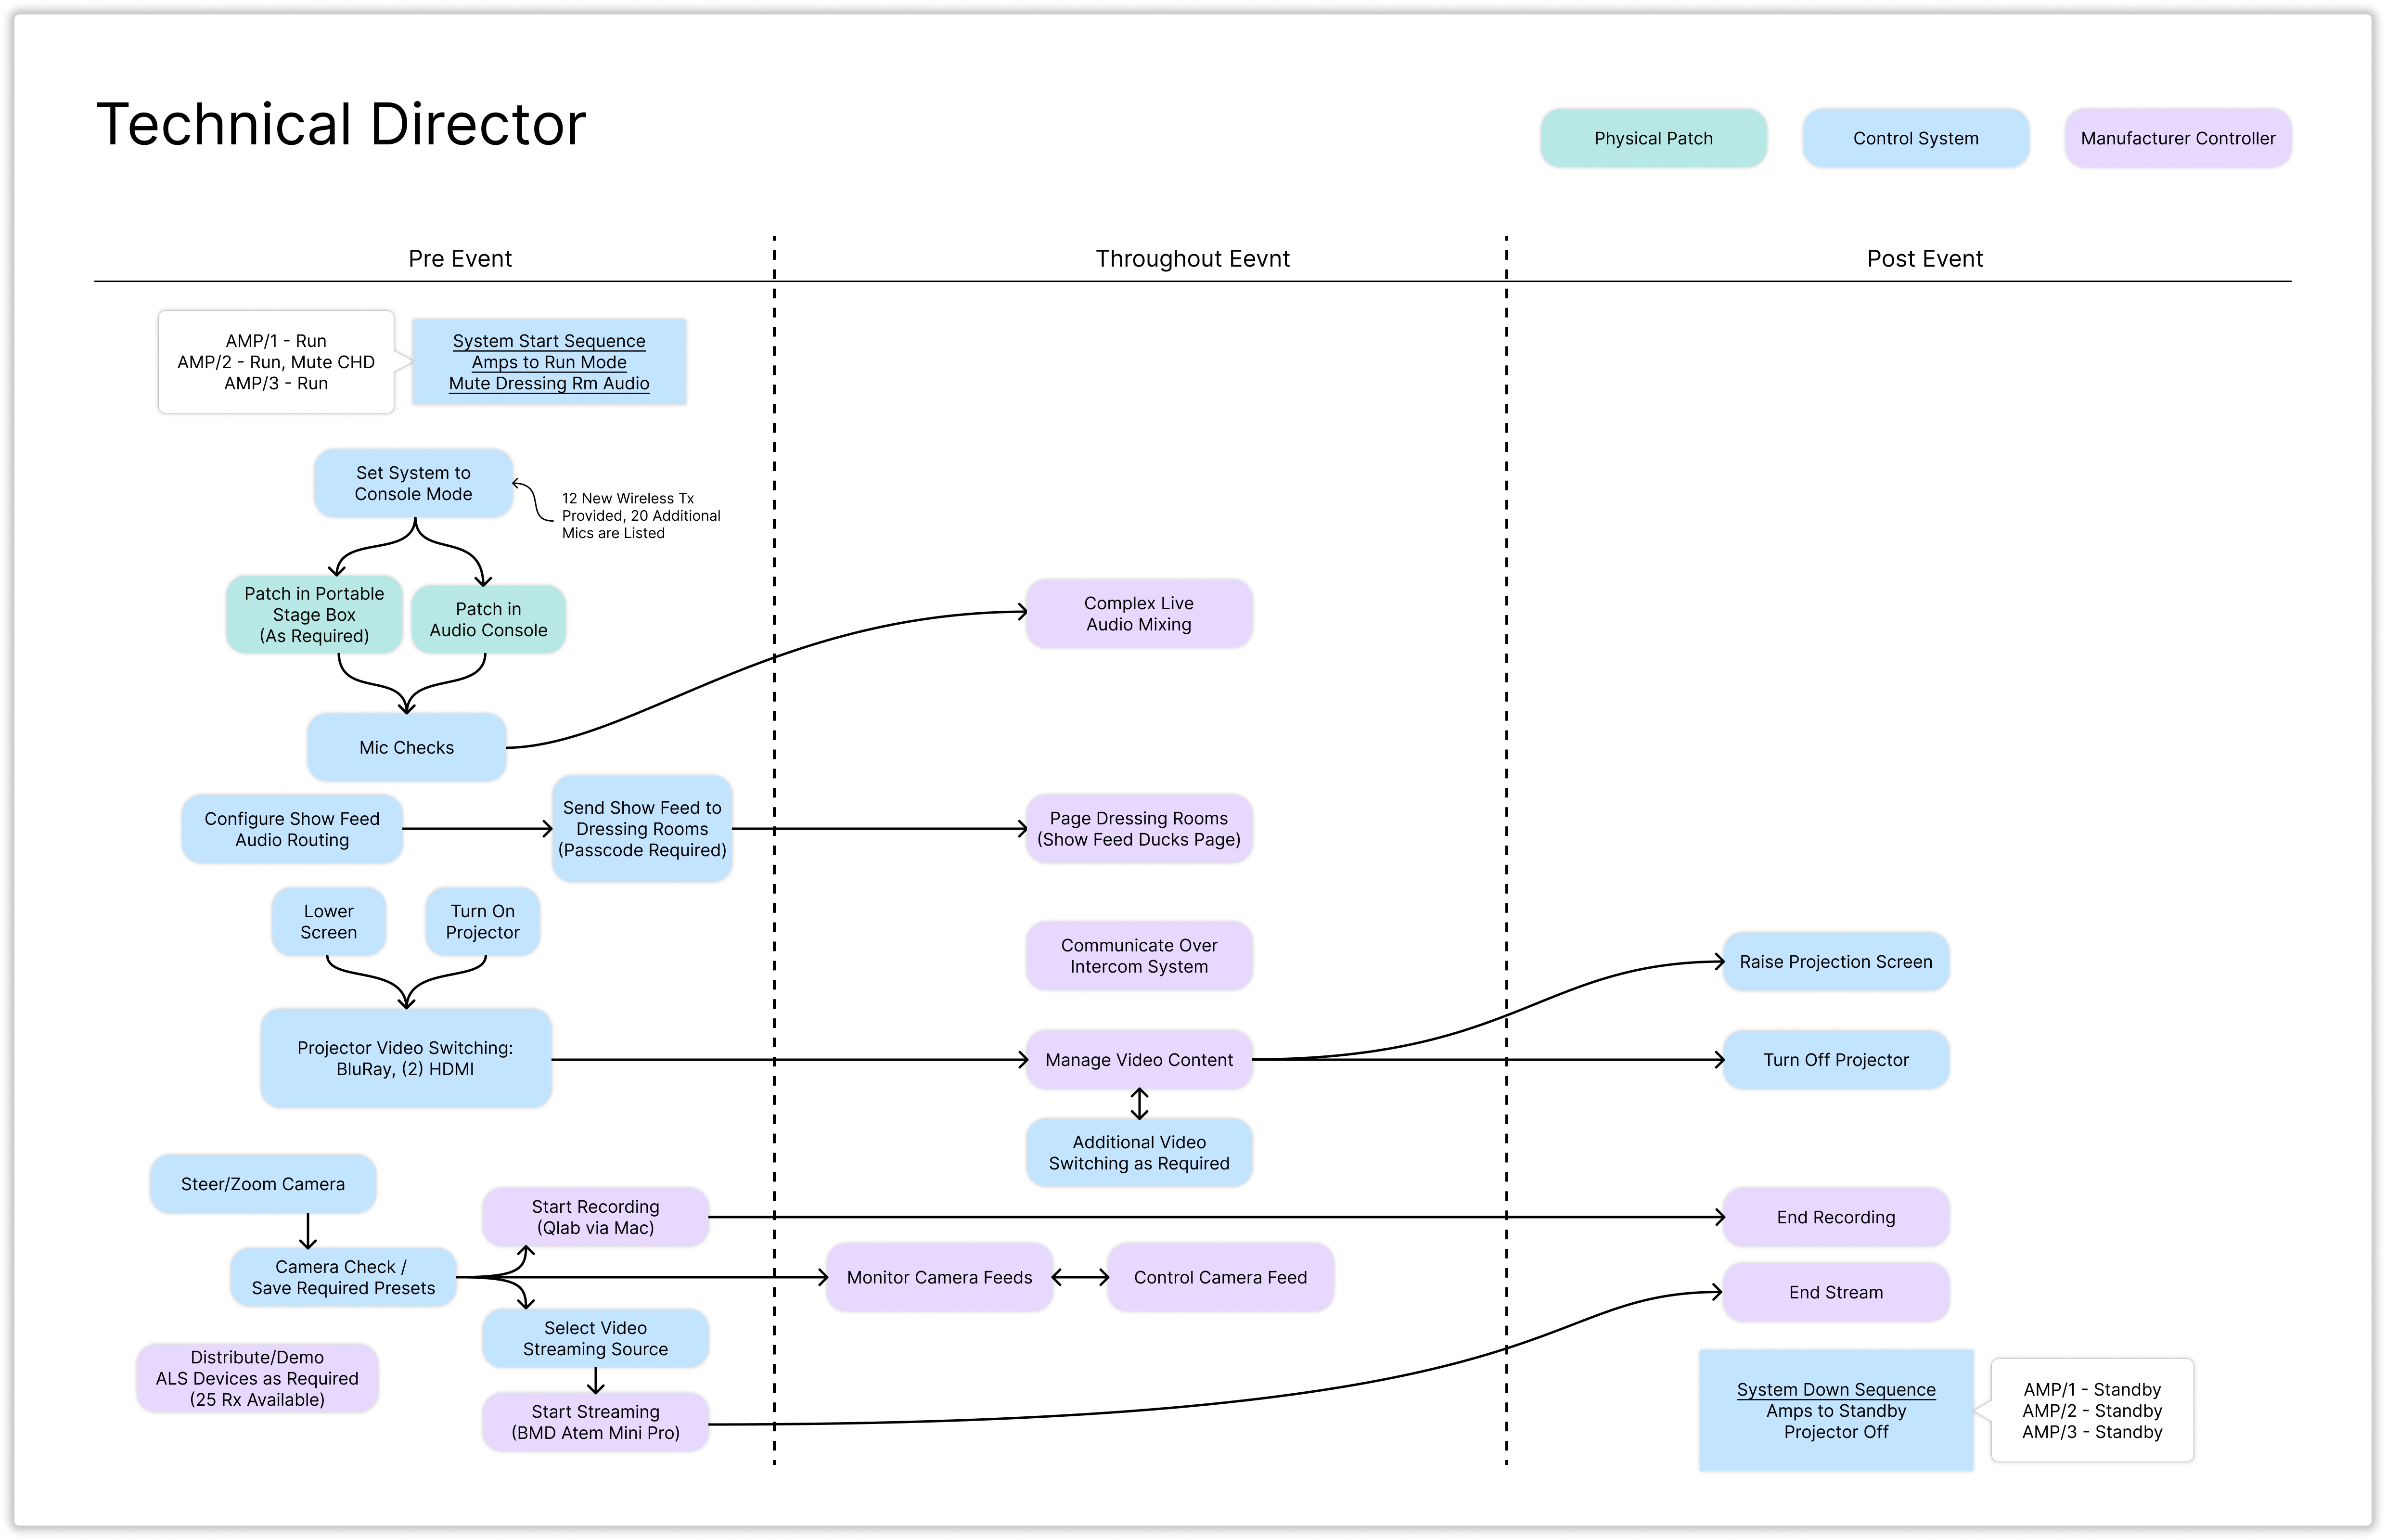 Technical Director
Physical Patch
Control System
Manufacturer Controller
Pre Event
Throughout Eevnt
Post Event
AMP/1 - Run
AMP/2 - Run, Mute CHD
AMP/3 - Run
System Start Sequence
Amps to Run Mode
Mute Dressing Rm Audio
Set System to
Console Mode
12 New Wireless Tx
Provided, 20 Additional
Mics are Listed
Patch in Portable
Stage Box
(As Required)
Patch in
Audio Console
Complex Live
Audio Mixing
Mic Checks
Configure Show Feed
Audio Routing
Send Show Feed to
Dressing Rooms
(Passcode Required)
Page Dressing Rooms
(Show Feed Ducks Page)
Lower
Screen
Turn On
Projector
Communicate Over
Intercom System
Raise Projection Screen
Projector Video Switching:
BluRay, (2) HDMI
Manage Video Content
Turn Off Projector
Additional Video
Switching as Required
Steer/Zoom Camera
Start Recording
(Qlab via Mac)
End Recording
Camera Check /
Save Required Presets
Monitor Camera Feeds
Control Camera Feed
End Stream
Select Video
Streaming Source
Distribute/Demo
ALS Devices as Required
(25 Rx Available)
Start Streaming
(BMD Atem Mini Pro)
System Down Sequence
Amps to Standby
Projector Off
AMP/1 - Standby
AMP/2 - Standby
AMP/3 - Standby